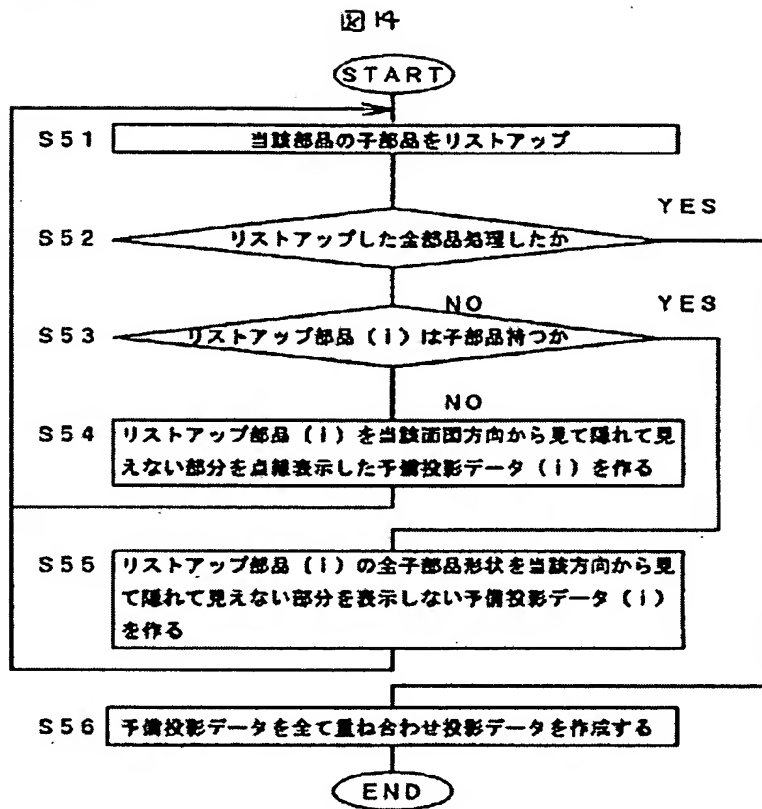 図14
START
S51 当該部品の子部品をリストアップ
YES
S52 リストアップした全部品処理したか
NO YES
S53 リストアップ部品(i)は子部品持つか
NO
S54 リストアップ部品(i)を当該面図方向から見て隠れて見
えない部分を点線表示した予備投影データ(i)を作る
S55 リストアップ部品(i)の全子部品形状を当該方向から見
て隠れて見えない部分を表示しない予備投影データ(i)
を作る
S56 予備投影データを全て重ね合わせ投影データを作成する
END